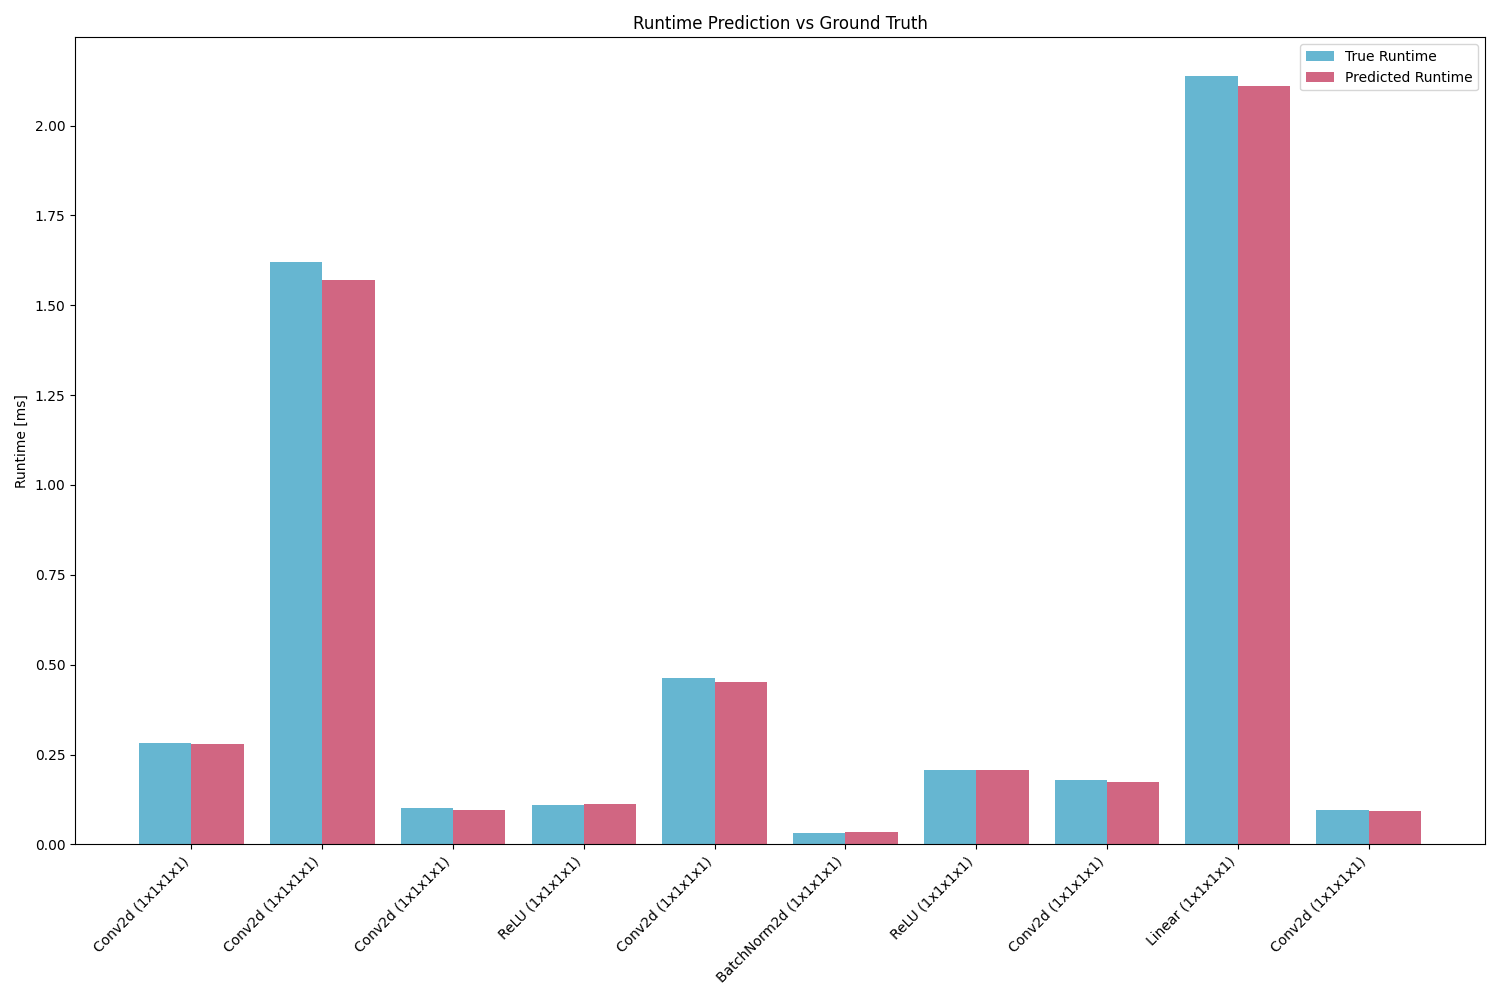 Runtime Prediction vs Ground Truth
True Runtime
Predicted Runtime
Runtime [ms]
2.00
1.75
1.50
1.25
1.00
0.75
0.50
0.25
0.00
Conv2d (1x1x1x1)
Conv2d (1x1x1x1)
Conv2d (1x1x1x1)
ReLU (1x1x1x1)
Conv2d (1x1x1x1)
BatchNorm2d (1x1x1x1)
ReLU (1x1x1x1)
Conv2d (1x1x1x1)
Linear (1x1x1x1)
Conv2d (1x1x1x1)